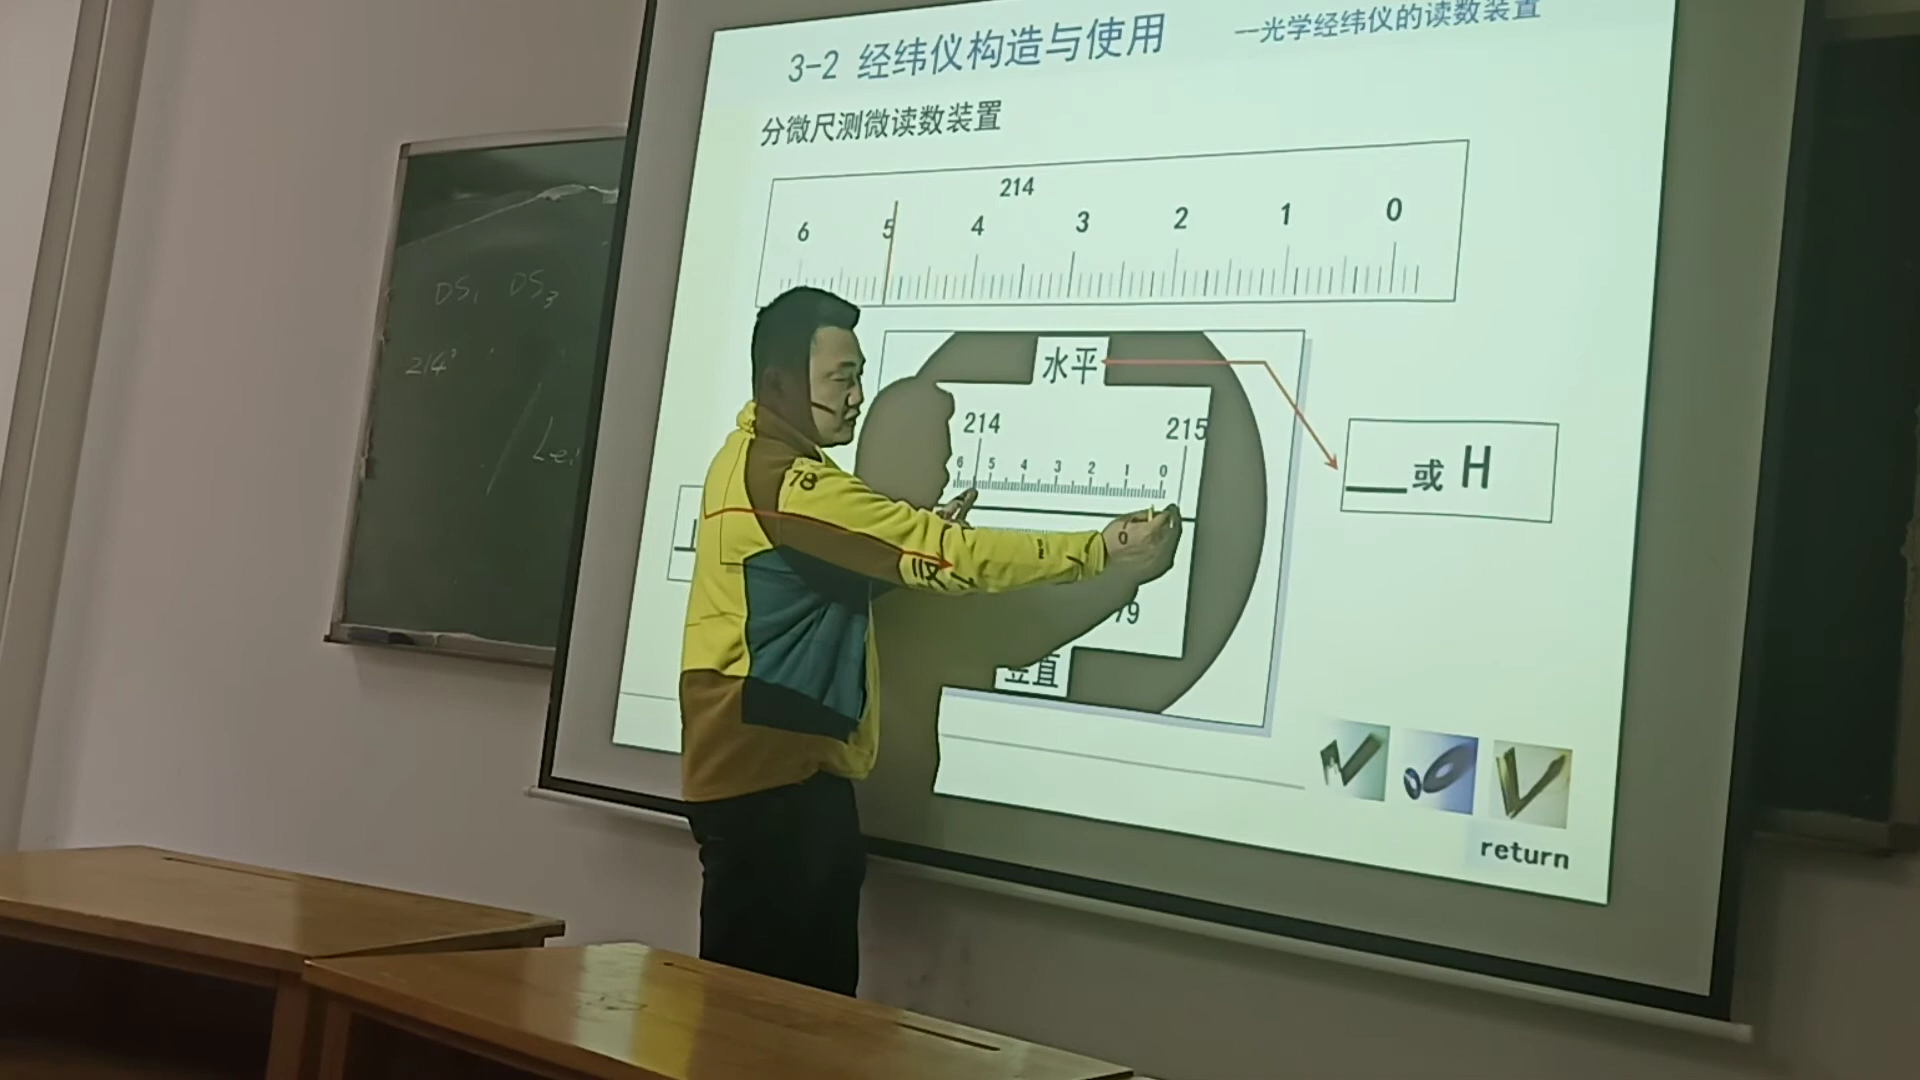 3-2 经纬仪构造与使用
—光学经纬仪的读数装置
分微尺测微读数装置
214
6 5 4 3 2 1 0
水平
214 215
6 5 4 3 2 1 0
或 H
79
竖直
return
DS₁ DS₃
214°
78